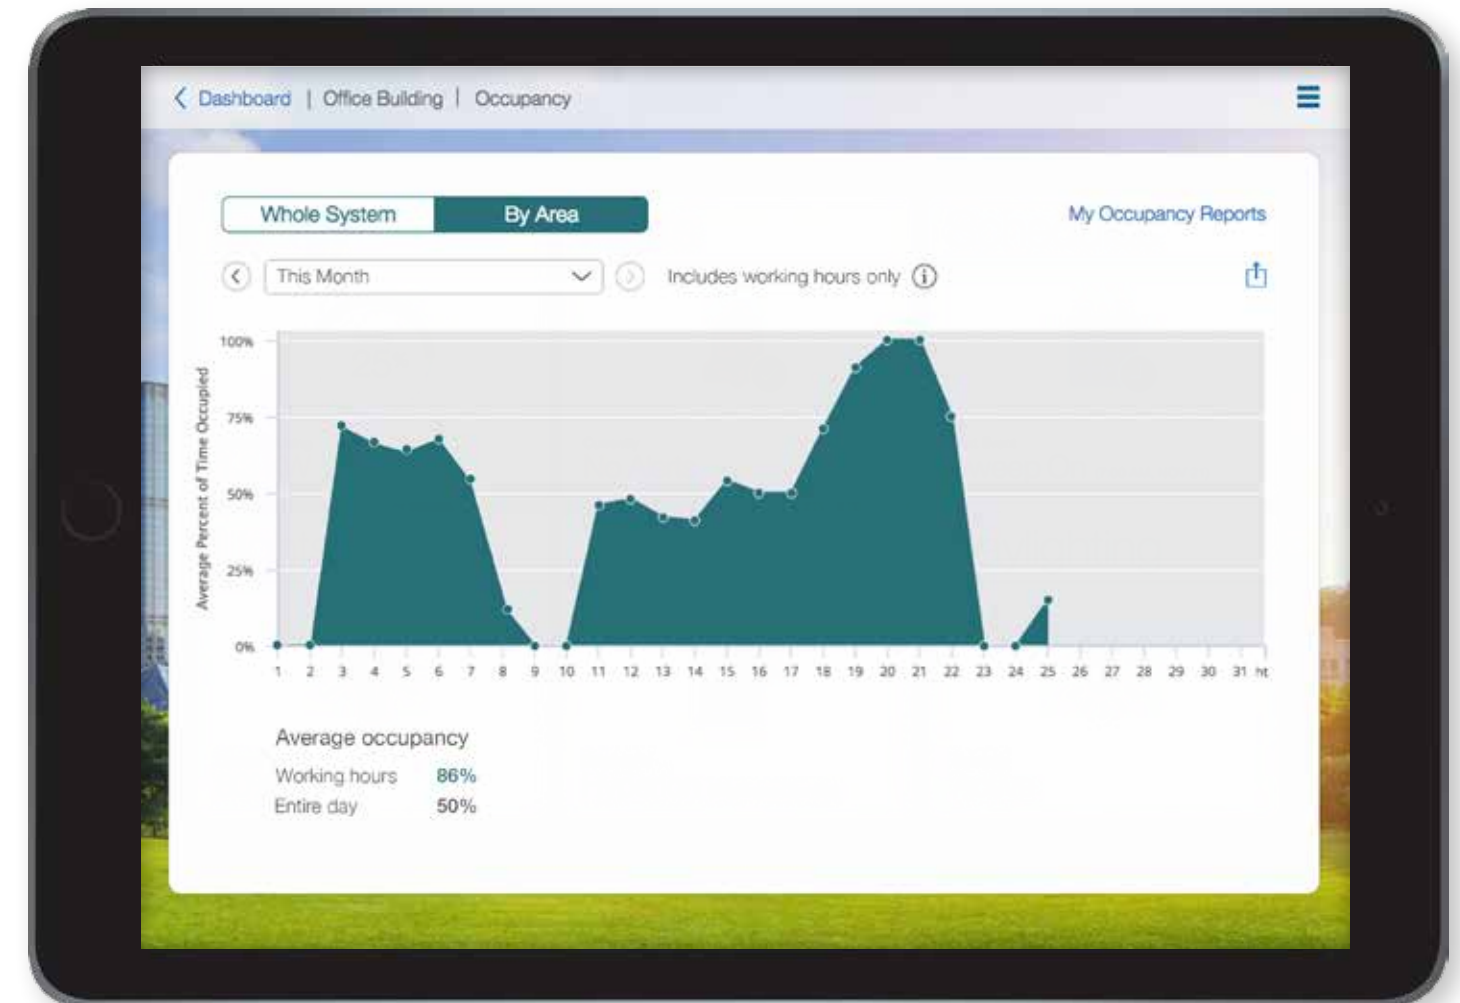 Dashboard | Office Building | Occupancy
Whole System By Area My Occupancy Reports
This Month Includes working hours only i
Average Percent of Time Occupied
100%
75%
50%
25%
0%
1 2 3 4 5 6 7 8 9 10 11 12 13 14 15 16 17 18 19 20 21 22 23 24 25 26 27 28 29 30 31 ht
Average occupancy
Working hours 86%
Entire day 50%